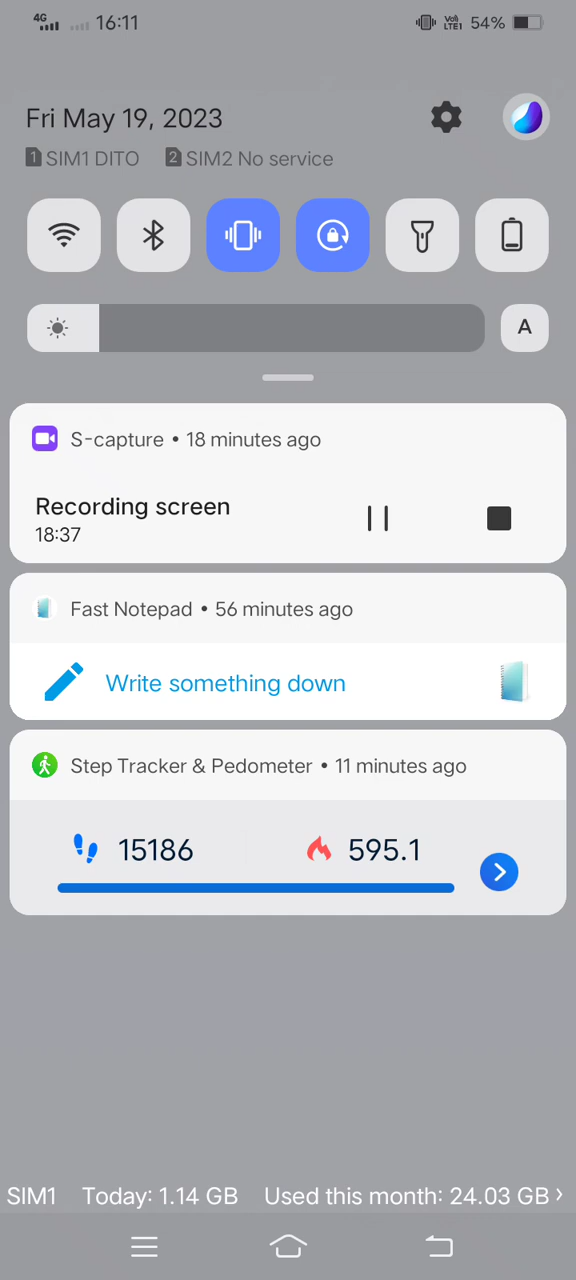 4G 16:11 VoI) LTE1 54%
Fri May 19, 2023
1 SIM1 DITO 2 SIM2 No service
A
S-capture • 18 minutes ago
Recording screen
18:37
Fast Notepad • 56 minutes ago
Write something down
Step Tracker & Pedometer • 11 minutes ago
15186 595.1
SIM1 Today: 1.14 GB Used this month: 24.03 GB ›